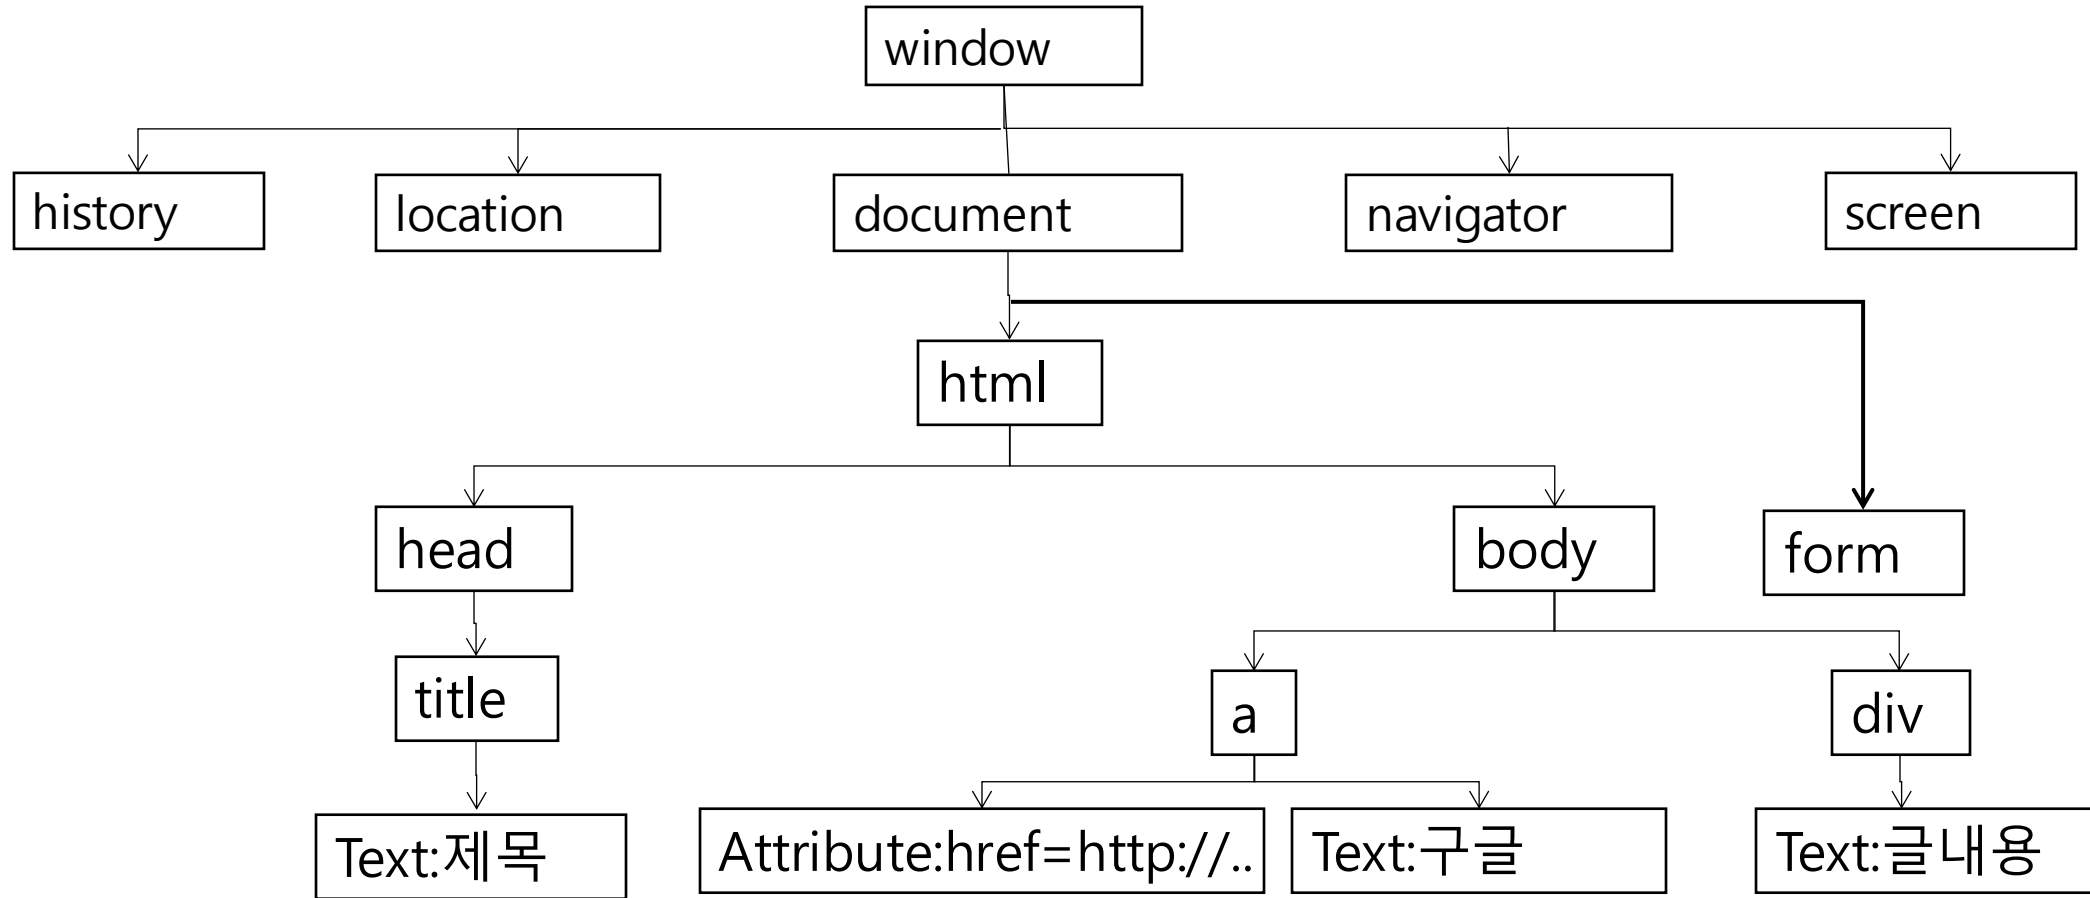 window
history
location
document
navigator
screen
html
head
body
form
title
a
div
Text:제목
Attribute:href=http://..
Text:구글
Text:글내용